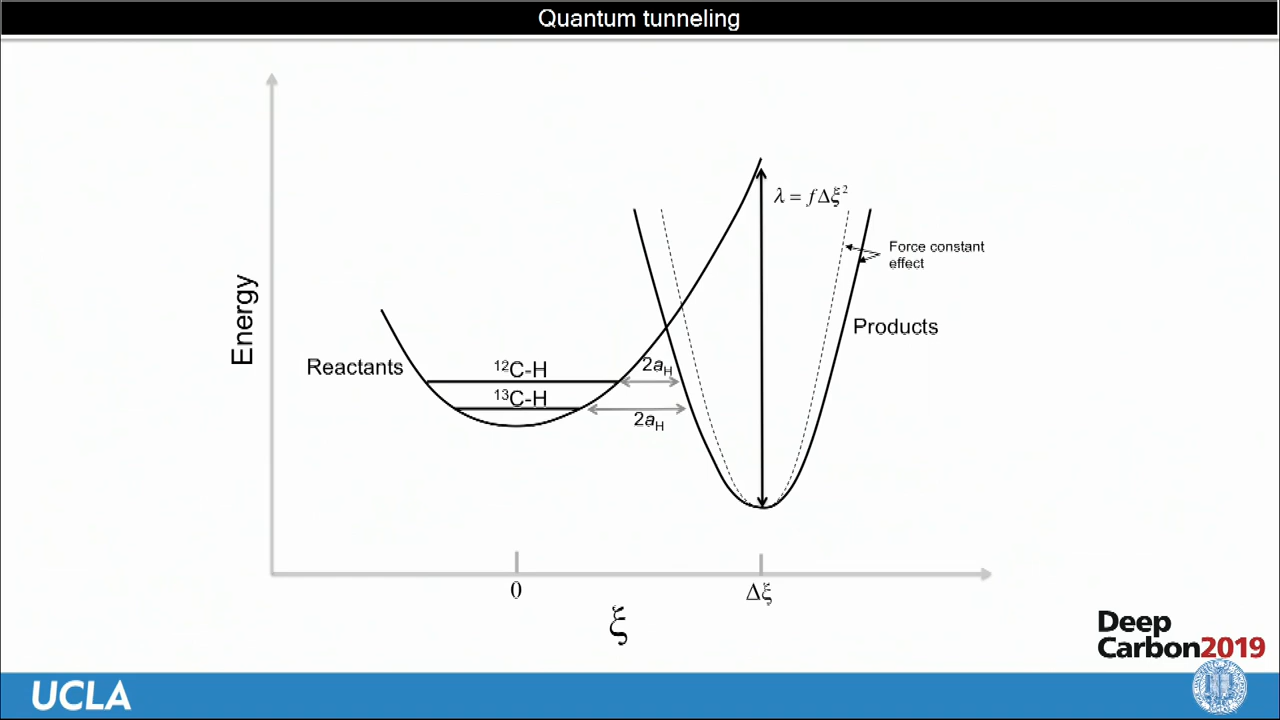 Quantum tunneling
λ = fΔξ²
Force constant
effect
Products
Energy
Reactants
¹²C-H
2aH
¹³C-H
2aH
0
Δξ
ξ
Deep
Carbon2019
UCLA